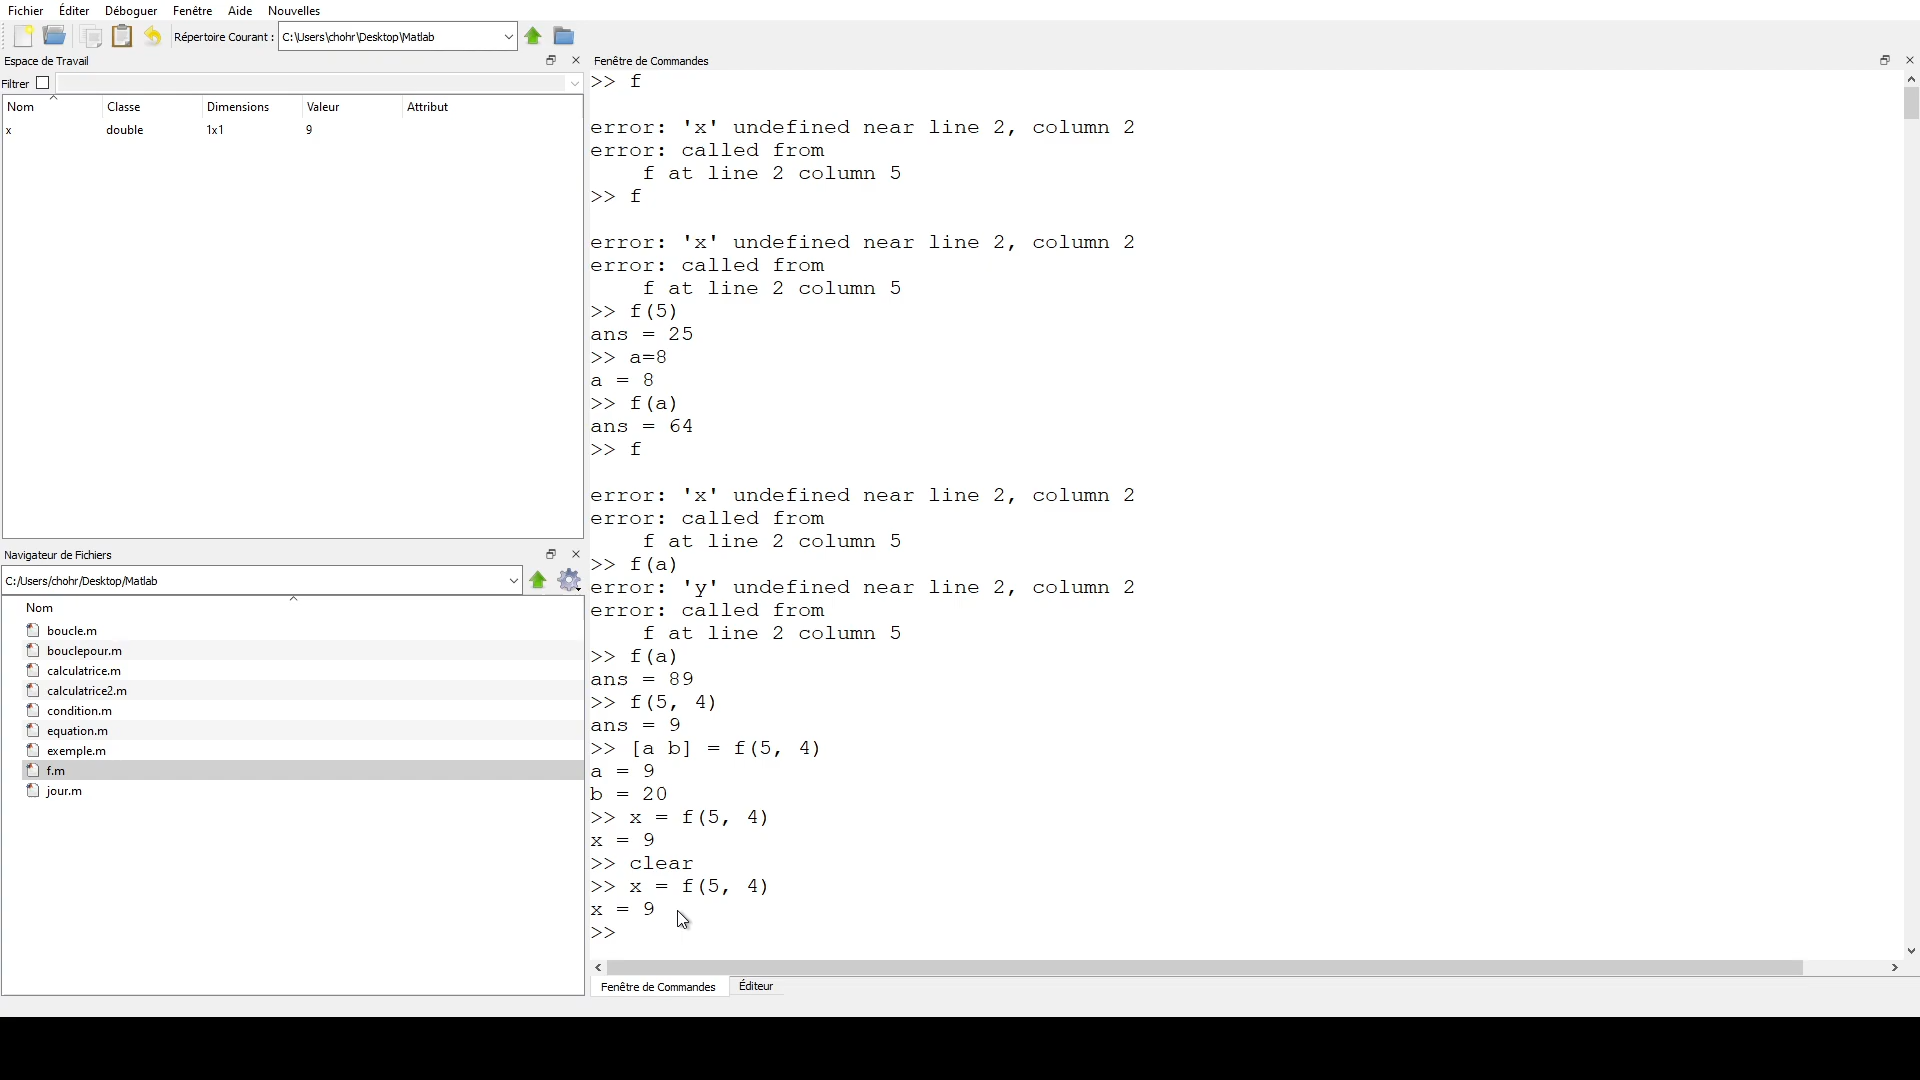 Fichier Éditer Déboguer Fenêtre Aide Nouvelles
Répertoire Courant : C:\Users\chohr\Desktop\Matlab
Espace de Travail
Filtrer
Nom Classe Dimensions Valeur Attribut
x double 1x1 9
Navigateur de Fichiers
C:/Users/chohr/Desktop/Matlab
Nom
boucle.m
bouclepour.m
calculatrice.m
calculatrice2.m
condition.m
equation.m
exemple.m
f.m
jour.m
Fenêtre de Commandes
>> f
error: 'x' undefined near line 2, column 2
error: called from
    f at line 2 column 5
>> f
error: 'x' undefined near line 2, column 2
error: called from
    f at line 2 column 5
>> f(5)
ans = 25
>> a=8
a = 8
>> f(a)
ans = 64
>> f
error: 'x' undefined near line 2, column 2
error: called from
    f at line 2 column 5
>> f(a)
error: 'y' undefined near line 2, column 2
error: called from
    f at line 2 column 5
>> f(a)
ans = 89
>> f(5, 4)
ans = 9
>> [a b] = f(5, 4)
a = 9
b = 20
>> x = f(5, 4)
x = 9
>> clear
>> x = f(5, 4)
x = 9
>>
Fenêtre de Commandes Éditeur